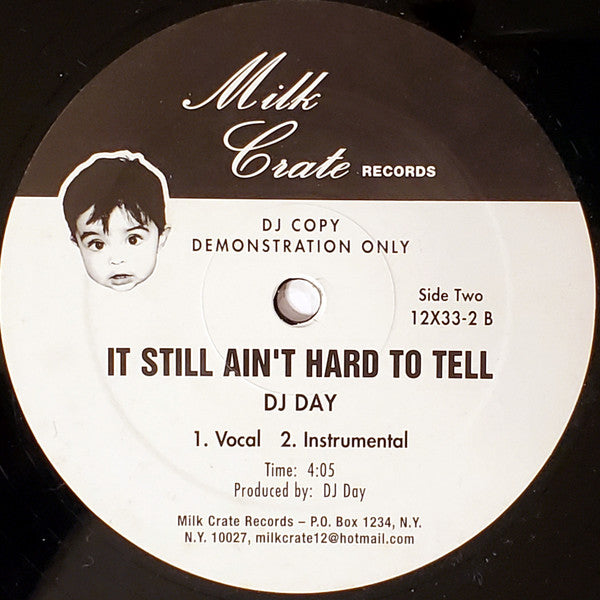 Milk
Crate RECORDS
DJ COPY
DEMONSTRATION ONLY
Side Two
12X33-2 B
IT STILL AIN'T HARD TO TELL
DJ DAY
1. Vocal 2. Instrumental
Time: 4:05
Produced by: DJ Day
Milk Crate Records – P.O. Box 1234, N.Y.
N.Y. 10027, milkcrate12@hotmail.com